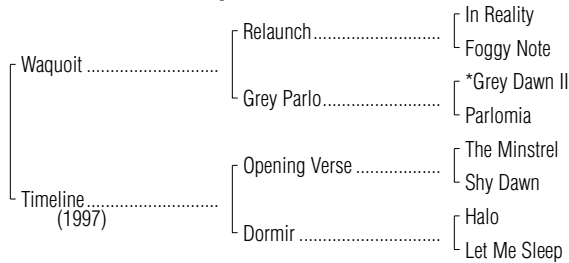 In Reality
Relaunch
Foggy Note
Waquoit
*Grey Dawn II
Grey Parlo
Parlomia
The Minstrel
Opening Verse
Shy Dawn
Timeline
(1997)
Halo
Dormir
Let Me Sleep